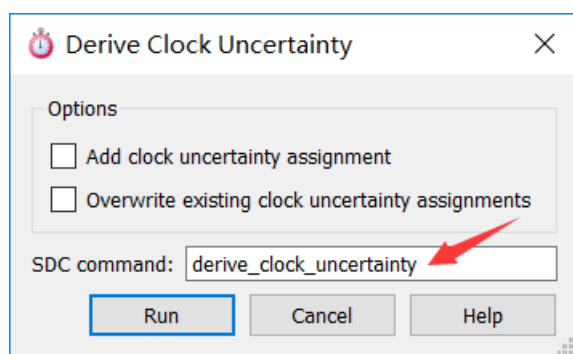 Derive Clock Uncertainty
Options
Add clock uncertainty assignment
Overwrite existing clock uncertainty assignments
SDC command: derive_clock_uncertainty
Run Cancel Help